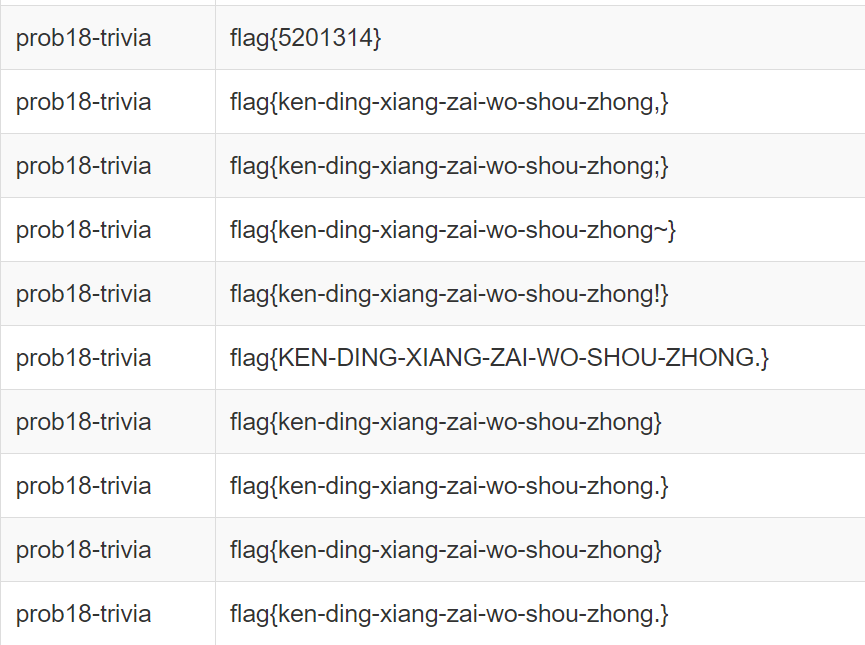 prob18-trivia flag{5201314}
prob18-trivia flag{ken-ding-xiang-zai-wo-shou-zhong,}
prob18-trivia flag{ken-ding-xiang-zai-wo-shou-zhong;}
prob18-trivia flag{ken-ding-xiang-zai-wo-shou-zhong~}
prob18-trivia flag{ken-ding-xiang-zai-wo-shou-zhong!}
prob18-trivia flag{KEN-DING-XIANG-ZAI-WO-SHOU-ZHONG.}
prob18-trivia flag{ken-ding-xiang-zai-wo-shou-zhong}
prob18-trivia flag{ken-ding-xiang-zai-wo-shou-zhong.}
prob18-trivia flag{ken-ding-xiang-zai-wo-shou-zhong}
prob18-trivia flag{ken-ding-xiang-zai-wo-shou-zhong.}